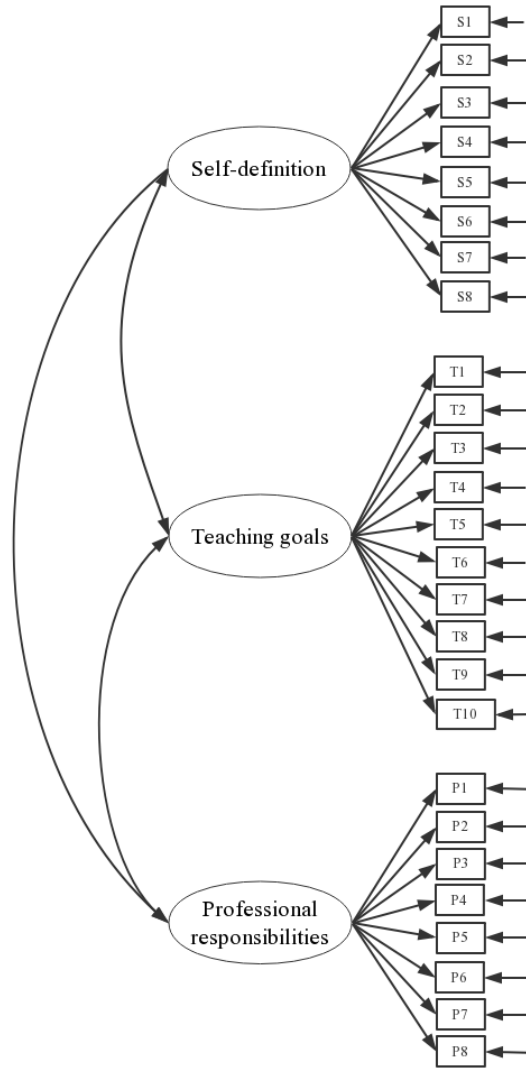 S1
S2
S3
S4
S5
S6
S7
S8
Self-definition
T1
T2
T3
T4
T5
T6
T7
T8
T9
T10
Teaching goals
P1
P2
P3
P4
P5
P6
P7
P8
Professional
responsibilities